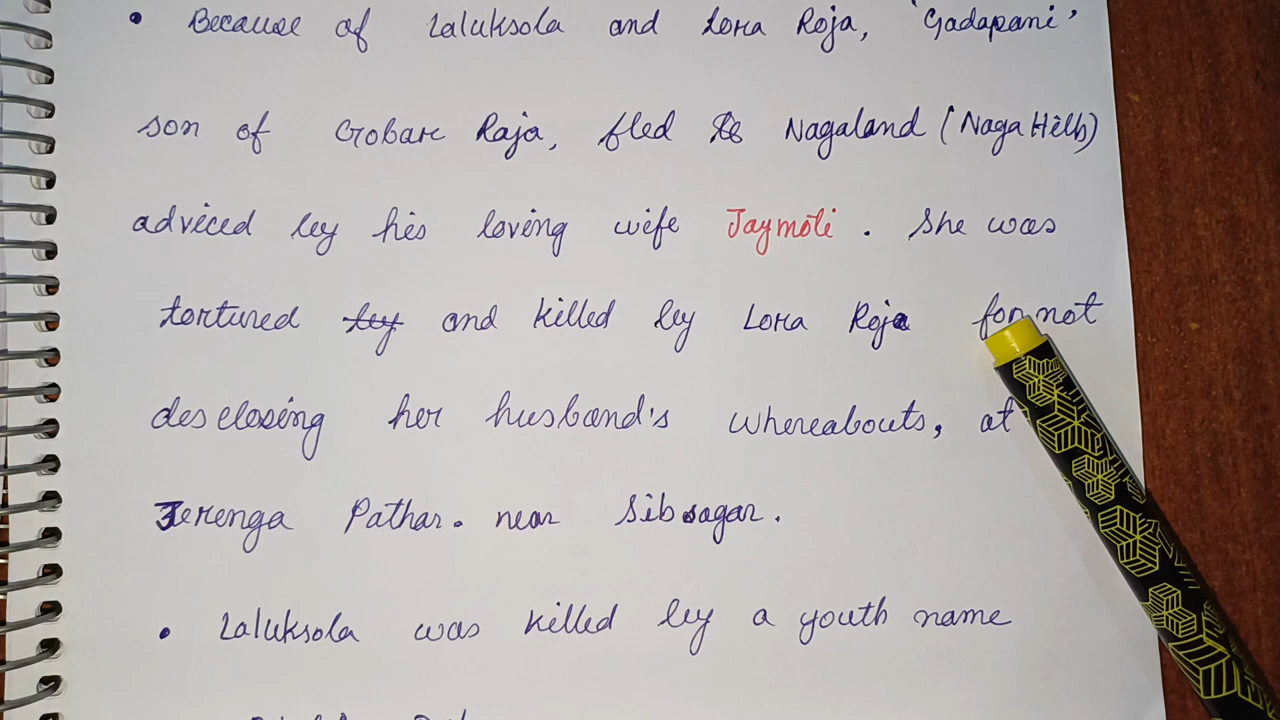 • Because of Laluksola and Lora Roja, 'Gadapani'
son of Gobar Raja, fled to Nagaland (Naga Hills)
adviced by his loving wife Jaymoti. She was
tortured by and killed by Lora Roja for not
desclosing her husband's whereabouts, at
Jerenga Pathar. near Sibsagar.
• Laluksola was killed by a youth name